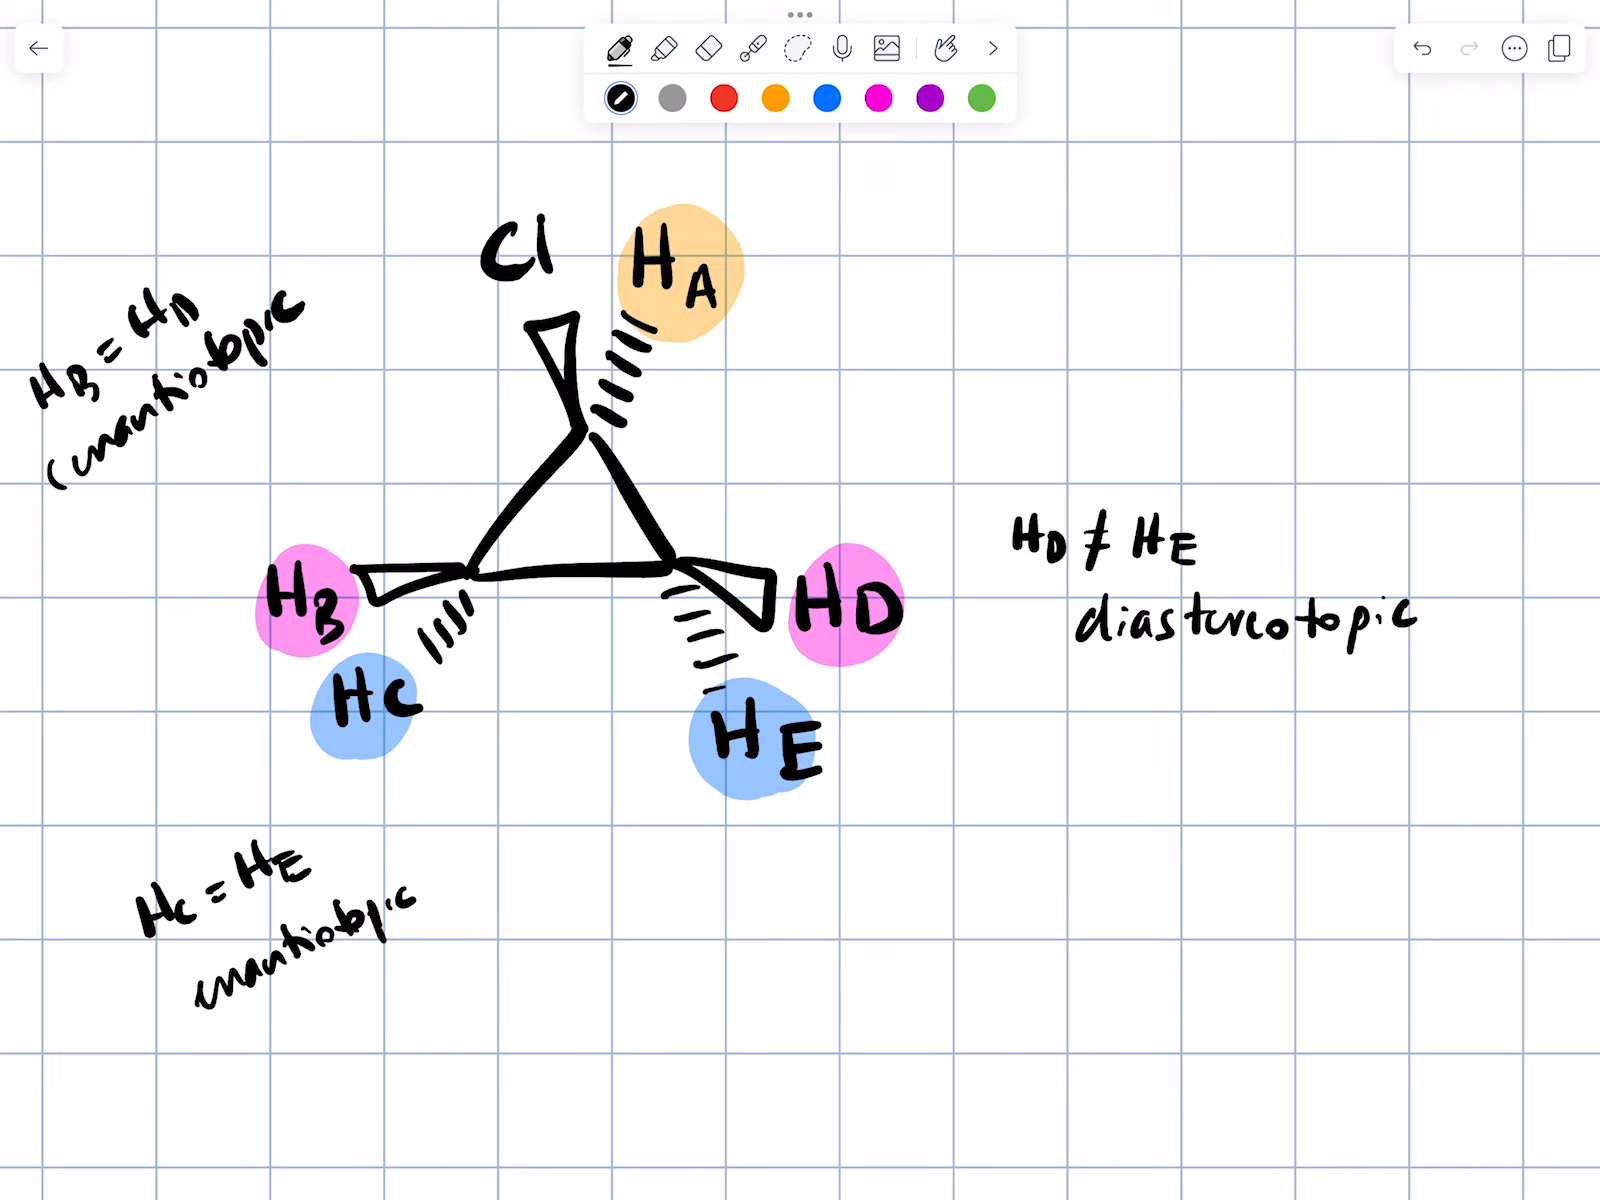 Cl
HA
HB = HD
(enantiotopic
HB
HD
HC
HE
HD ≠ HE
diastereotopic
HC = HE
enantiotopic